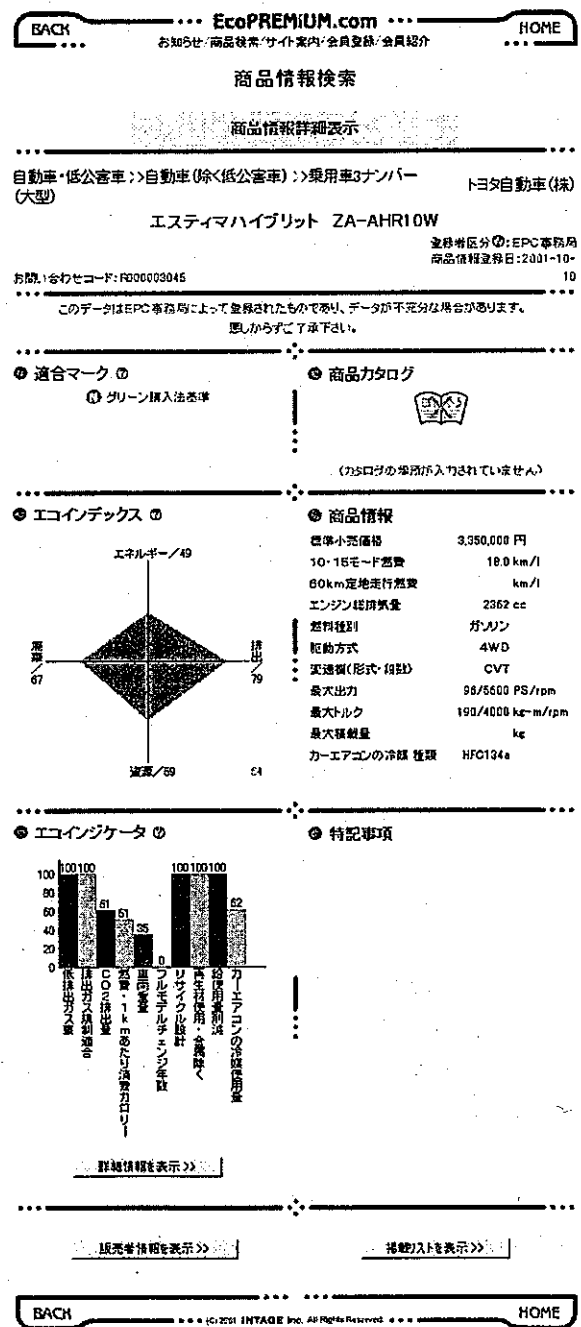 BACK
EcoPREMiUM.com
HOME
お知らせ/商品検索/サイト案内/会員登録/会員紹介
商品情報検索
商品情報詳細表示
自動車・低公害車>>自動車(除く低公害車)>>乗用車3ナンバー
(大型)
トヨタ自動車(株)
エスティマハイブリット ZA-AHR10W
登録者区分?:EPC事務局
商品情報登録日:2001-10-
10
お問い合わせコード:R000003045
このデータはEPC事務局によって登録されたものであり、データが不充分な場合があります。
悪しからずご了承下さい。
適合マーク ?
グリーン購入法基準
商品カタログ
(カタログの場所が入力されていません)
エコインデックス ?
エネルギー/49
廃棄/67
排出/79
資源/69
64
商品情報
標準小売価格 3,350,000 円
10・15モード燃費 18.0 km/l
60km定地走行燃費 km/l
エンジン総排気量 2362 cc
燃料種別 ガソリン
駆動方式 4WD
変速機(形式・段数) CVT
最大出力 96/5600 PS/rpm
最大トルク 190/4000 kg-m/rpm
最大積載量 kg
カーエアコンの冷媒 種類 HFC134a
エコインジケータ ?
100
80
60
40
20
0
100 100 61 51 35 0 100 100 100 62
低排出ガス車
排出ガス規制適合
CO2排出量
燃費・1kmあたり消費カロリー
車両重量
フルモデルチェンジ年数
リサイクル設計
再生材使用・金属除く
鉛使用量削減
カーエアコンの冷媒使用量
特記事項
詳細情報を表示>>
販売者情報を表示>>
掲載リストを表示>>
BACK
(C) 2001 INTAGE Inc. All Rights Reserved.
HOME